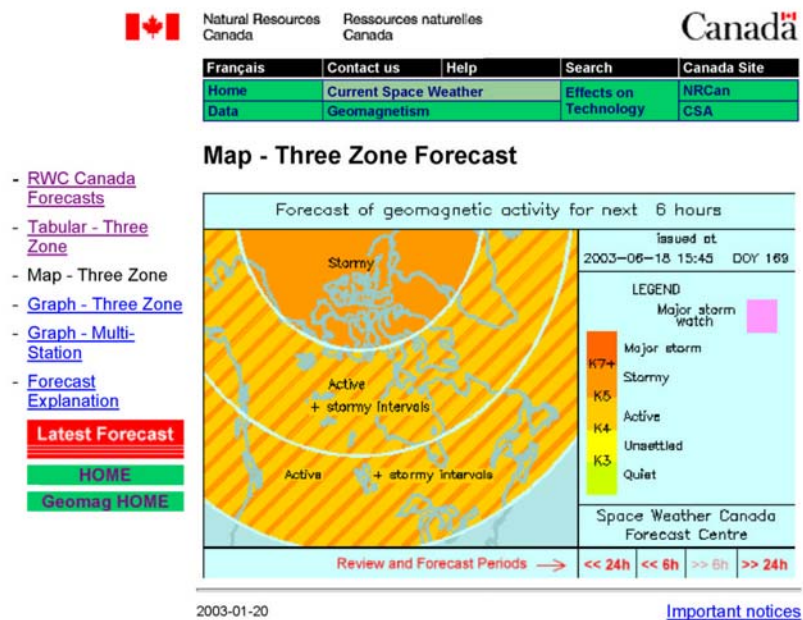 Natural Resources Canada
Ressources naturelles Canada
Canada
Français
Contact us
Help
Search
Canada Site
Home
Current Space Weather
Effects on Technology
NRCan
Data
Geomagnetism
CSA
Map - Three Zone Forecast
- RWC Canada
Forecasts
- Tabular - Three
Zone
- Map - Three Zone
- Graph - Three Zone
- Graph - Multi-
Station
- Forecast
Explanation
Latest Forecast
HOME
Geomag HOME
Forecast of geomagnetic activity for next 6 hours
Stormy
Active
+ stormy intervals
Active + stormy intervals
issued at
2003-06-18 15:45 DOY 169
LEGEND
Major storm
watch
Major storm
K7+
Stormy
K5
Active
K4
Unsettled
K3
Quiet
Space Weather Canada
Forecast Centre
Review and Forecast Periods → << 24h << 6h >> 6h >> 24h
2003-01-20
Important notices